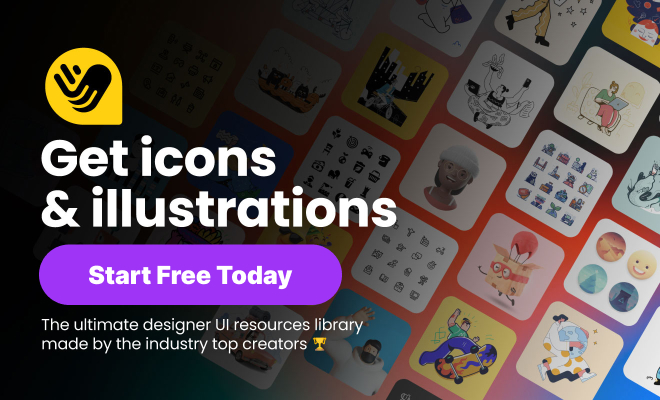 Get icons
& illustrations
Start Free Today
The ultimate designer UI resources library
made by the industry top creators 🏆